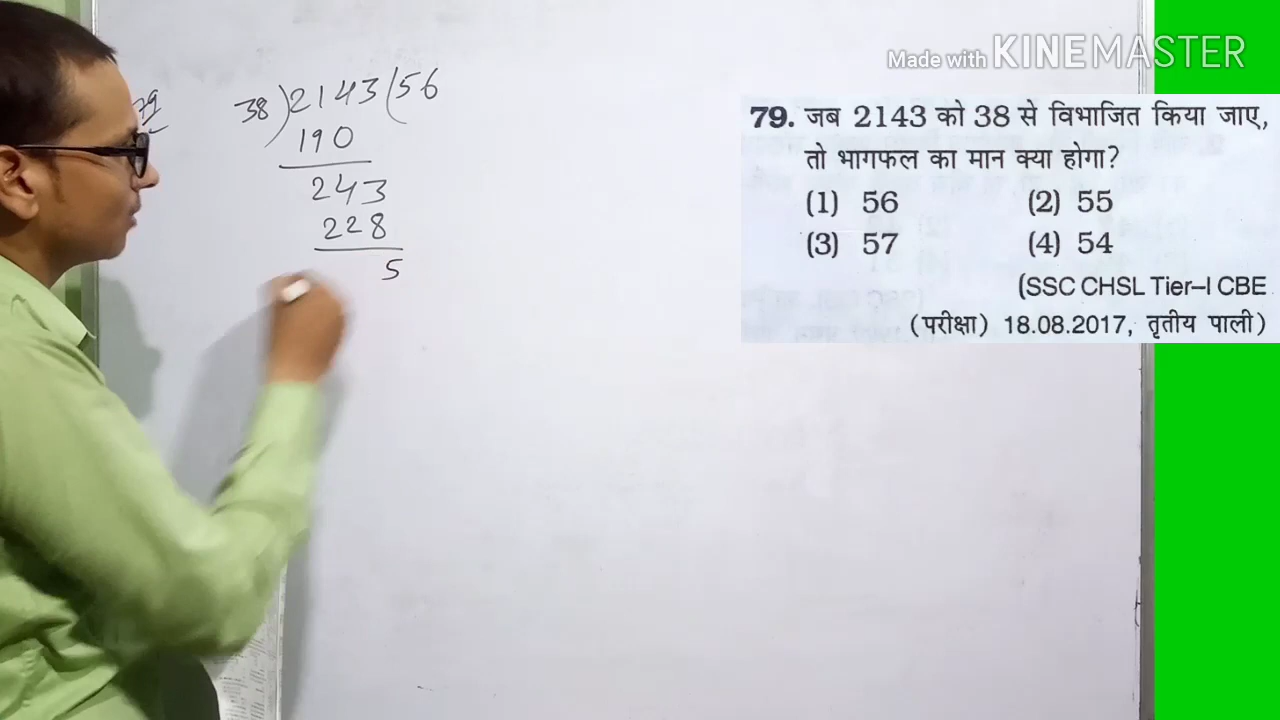 Made with KINEMASTER
38)2143(56
190
243
228
5
79. जब 2143 को 38 से विभाजित किया जाए,
तो भागफल का मान क्या होगा?
(1) 56 (2) 55
(3) 57 (4) 54
(SSC CHSL Tier–I CBE
(परीक्षा) 18.08.2017, तृतीय पाली)